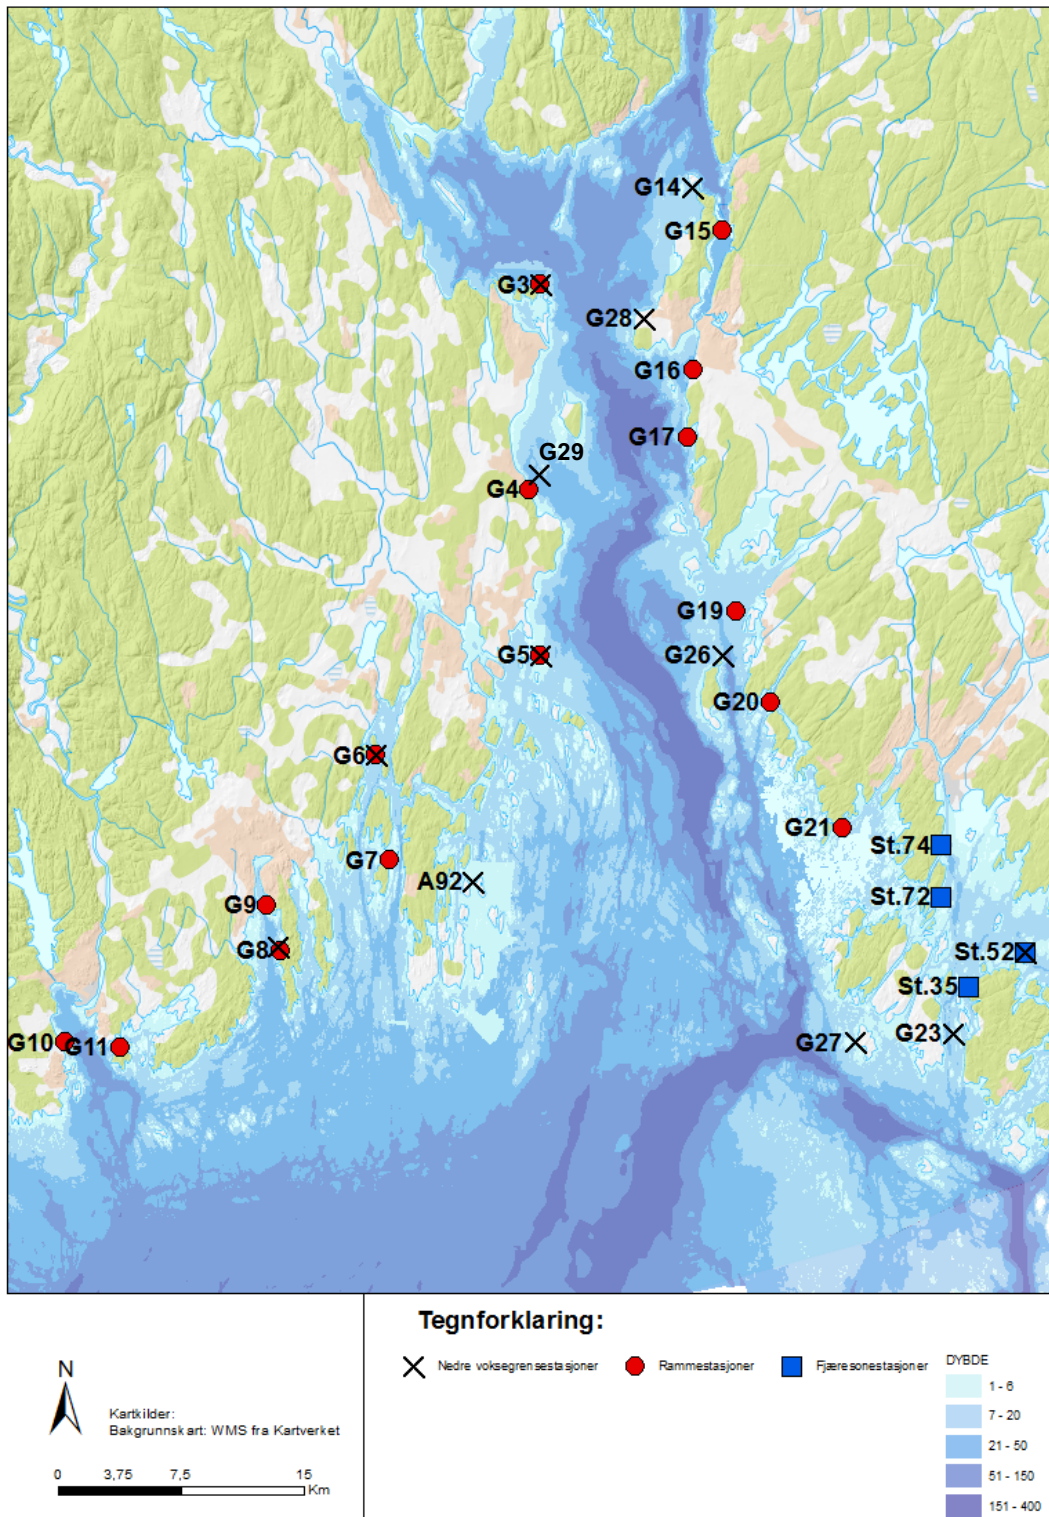 G14
G15
G3
G28
G16
G17
G29
G4
G19
G5
G26
G20
G6
G21
St.74
G7
A92
St.72
G9
G8
St.52
St.35
G23
G27
G10
G11
Tegnforklaring:
Nedre voksegrensestasjoner
Rammestasjoner
Fjæresonestasjoner
DYBDE
1 - 6
7 - 20
21 - 50
51 - 150
151 - 400
N
Kartkilder:
Bakgrunnskart: WMS fra Kartverket
0 3,75 7,5 15
Km